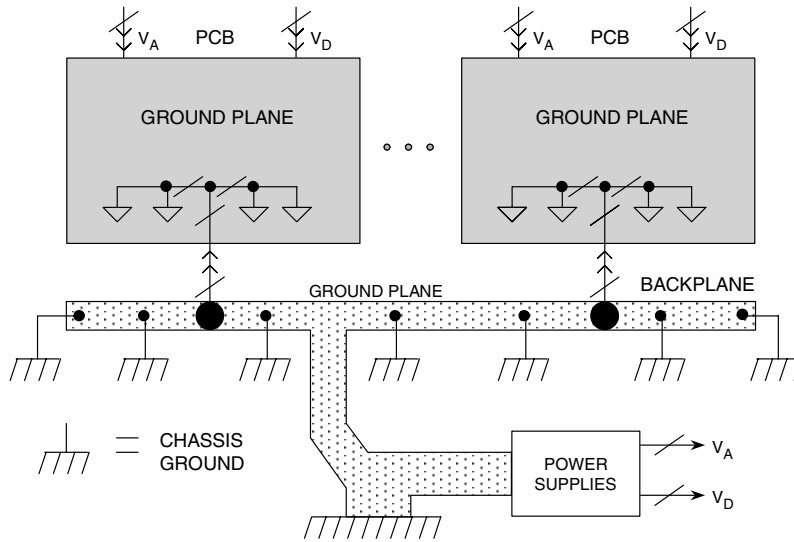 V_A PCB V_D
V_A PCB V_D
GROUND PLANE
GROUND PLANE
GROUND PLANE
BACKPLANE
CHASSIS
GROUND
POWER
SUPPLIES
V_A
V_D